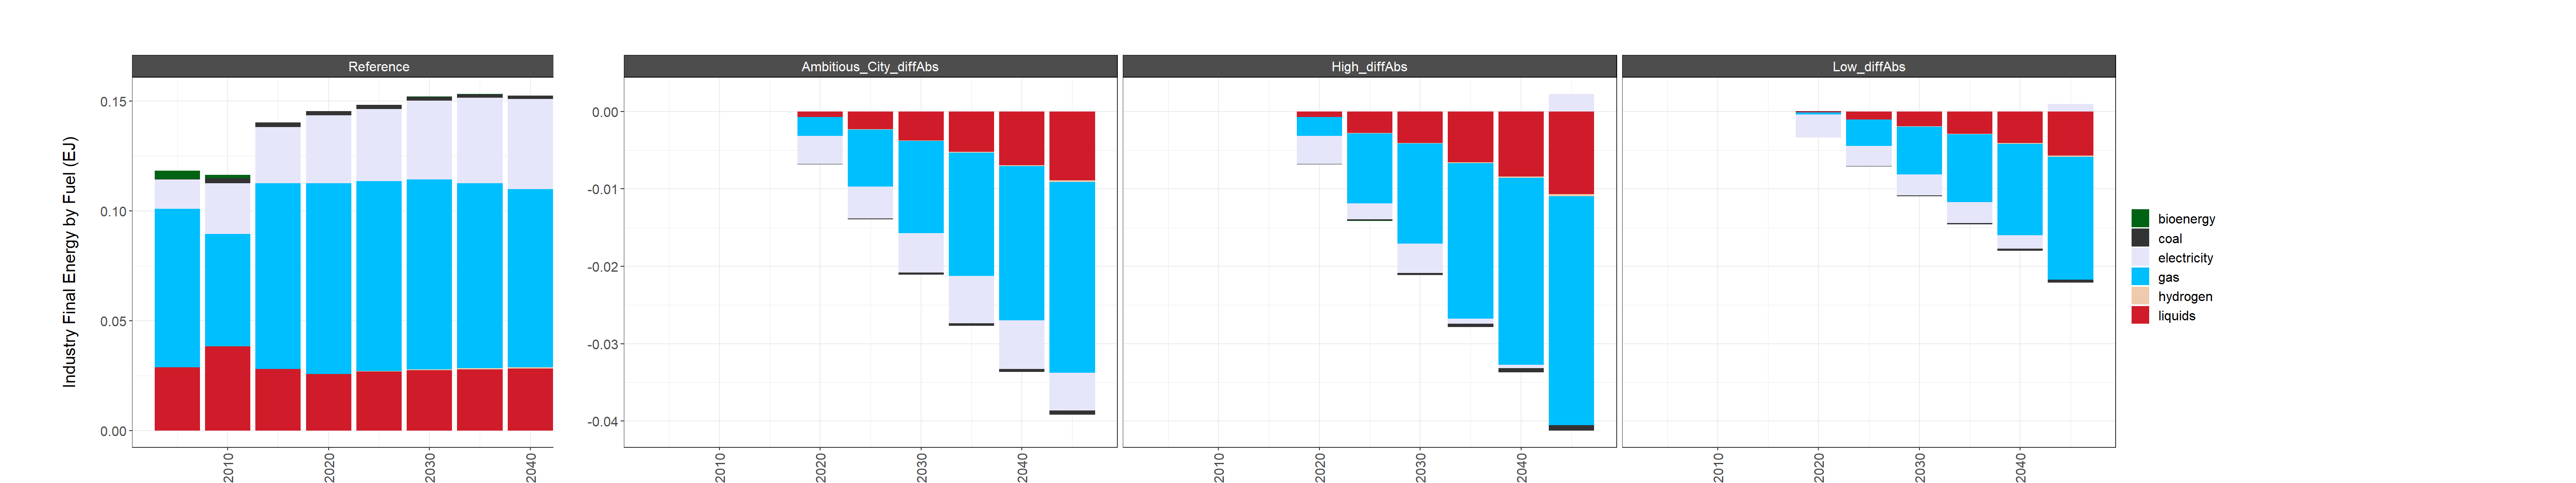 Reference
Ambitious_City_diffAbs
High_diffAbs
Low_diffAbs
Industry Final Energy by Fuel (EJ)
0.15
0.10
0.05
0.00
0.00
-0.01
-0.02
-0.03
-0.04
2010
2020
2030
2040
2010
2020
2030
2040
2010
2020
2030
2040
2010
2020
2030
2040
bioenergy
coal
electricity
gas
hydrogen
liquids